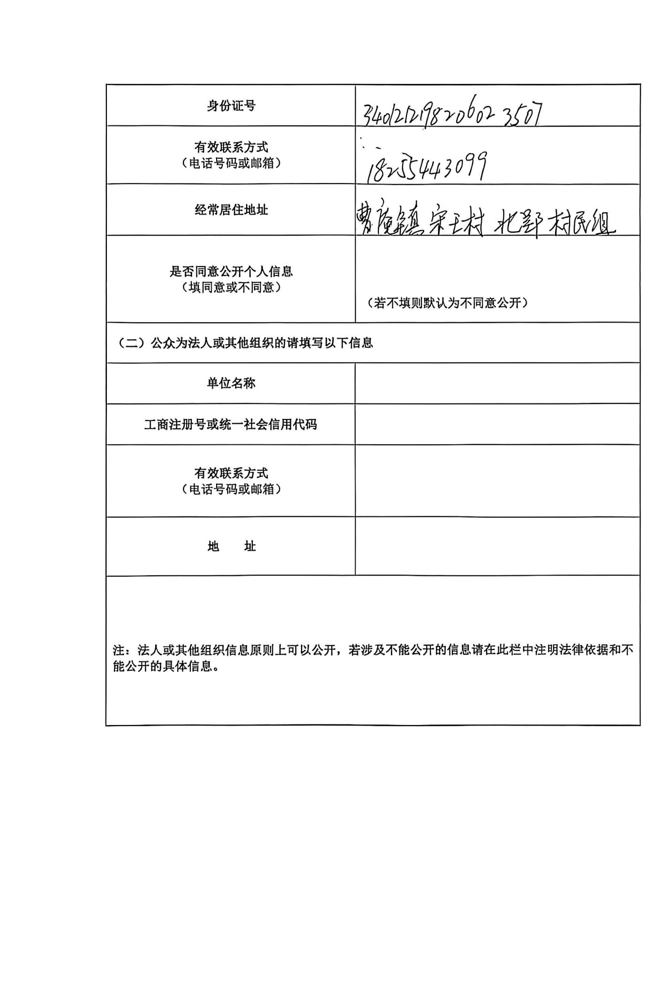 身份证号
340121219820602 3507
有效联系方式
（电话号码或邮箱）
18255443099
经常居住地址
曹庵镇宋王村 北郢村民组
是否同意公开个人信息
（填同意或不同意）
（若不填则默认为不同意公开）
（二）公众为法人或其他组织的请填写以下信息
单位名称
工商注册号或统一社会信用代码
有效联系方式
（电话号码或邮箱）
地 址
注：法人或其他组织信息原则上可以公开，若涉及不能公开的信息请在此栏中注明法律依据和不
能公开的具体信息。